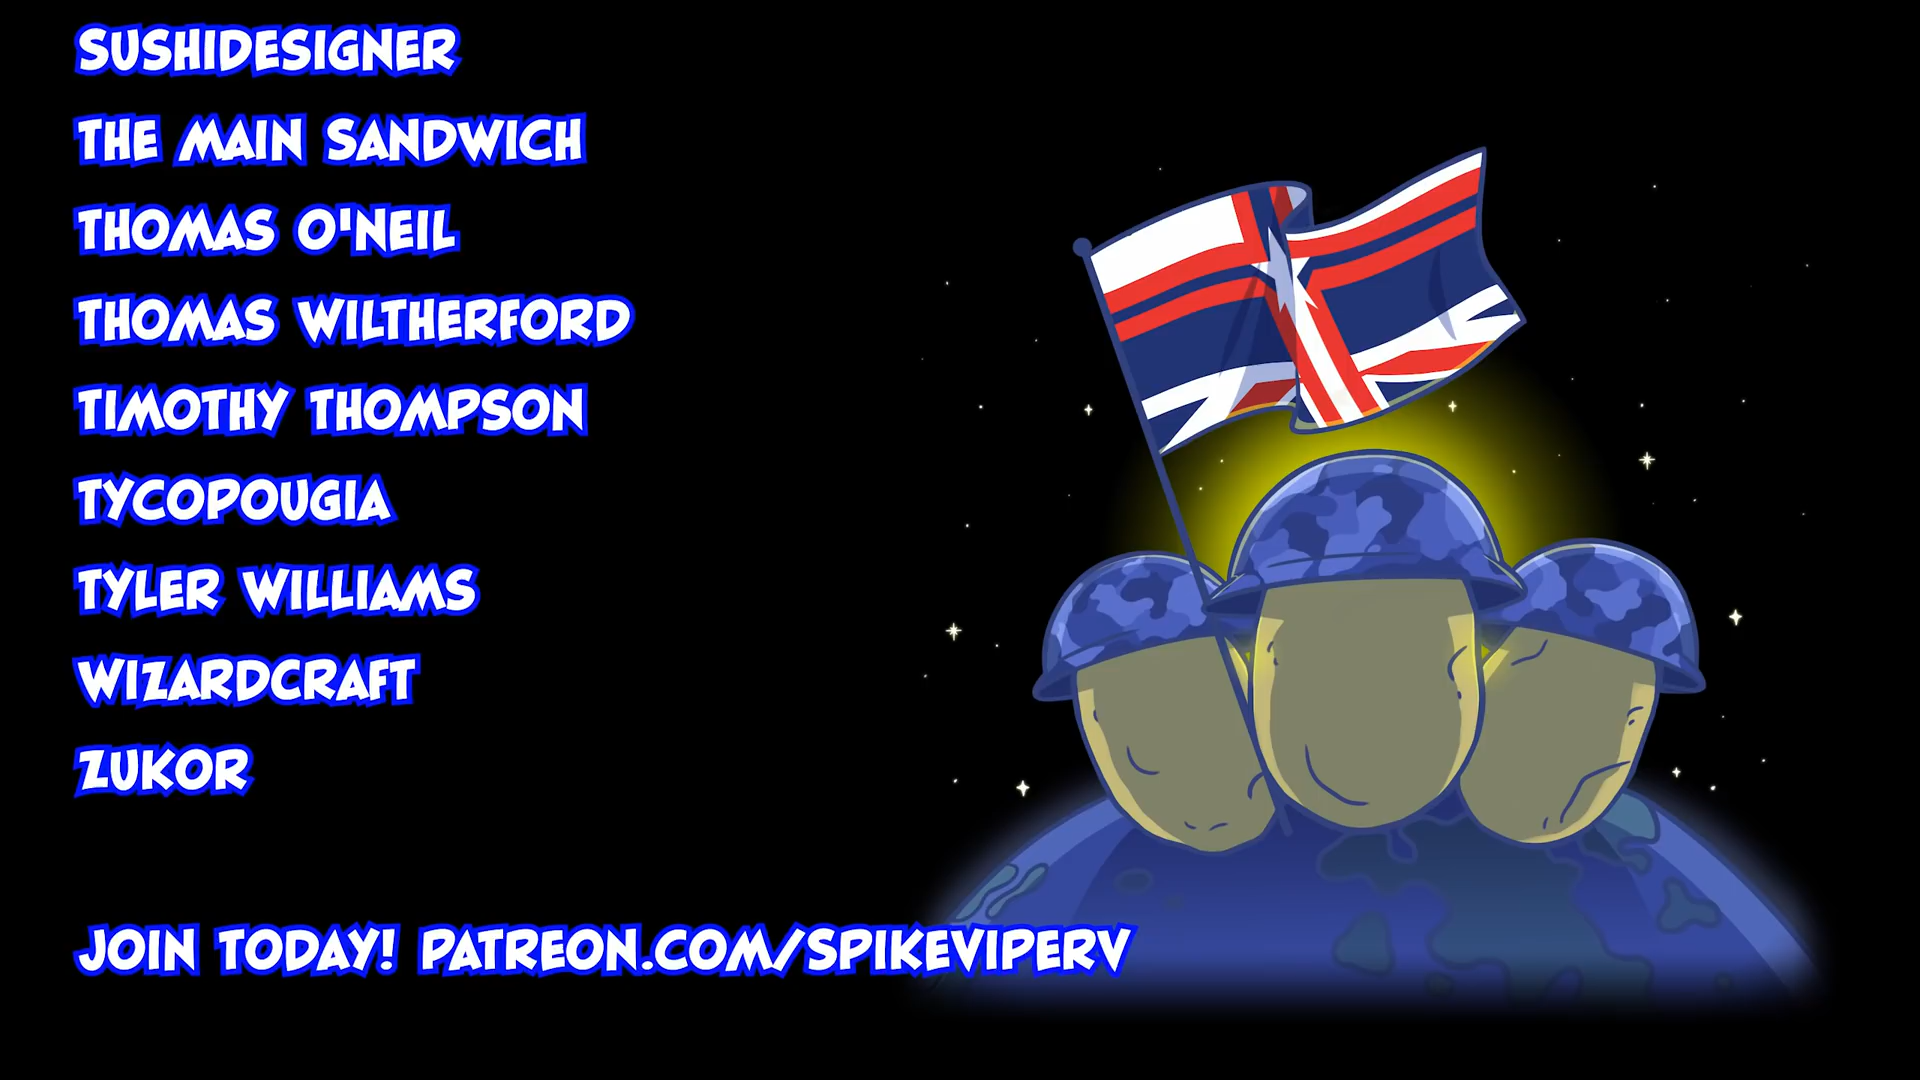 SUSHIDESIGNER
THE MAIN SANDWICH
THOMAS O'NEIL
THOMAS WILTHERFORD
TIMOTHY THOMPSON
TYCOPOUGIA
TYLER WILLIAMS
WIZARDCRAFT
ZUKOR
JOIN TODAY! PATREON.COM/SPIKEVIPERV